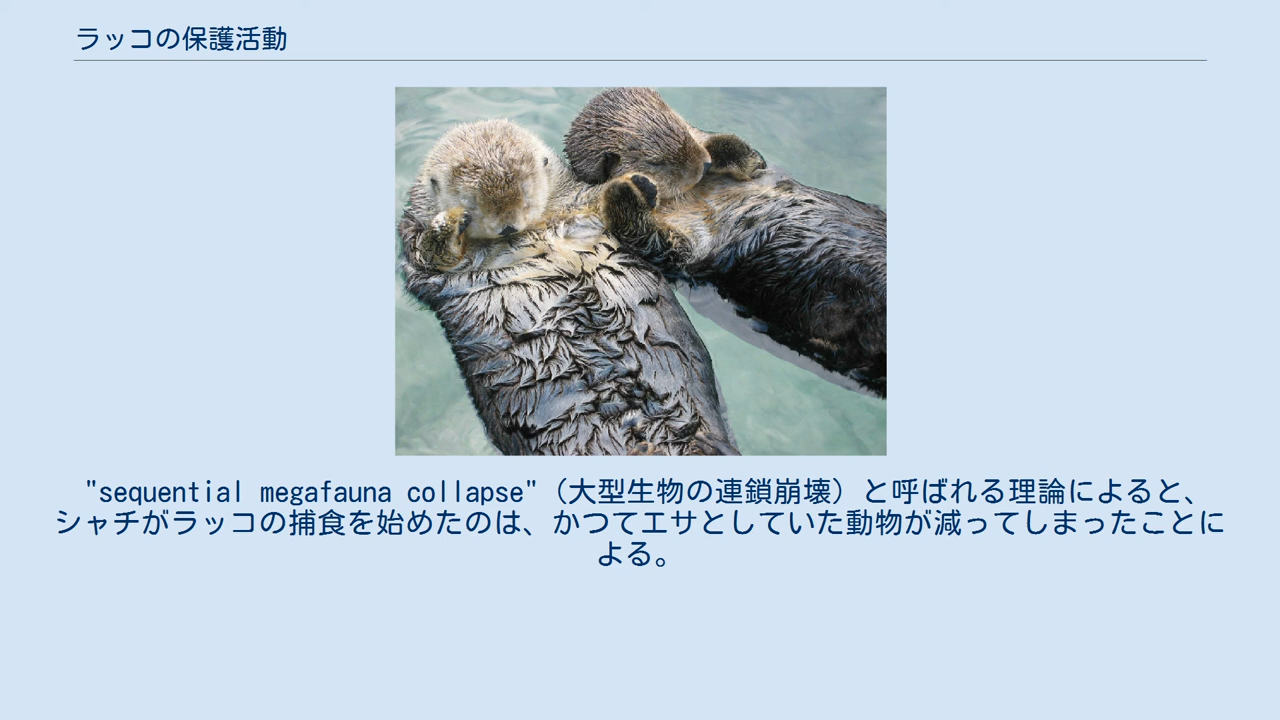 ラッコの保護活動
"sequential megafauna collapse"（大型生物の連鎖崩壊）と呼ばれる理論によると、
シャチがラッコの捕食を始めたのは、かつてエサとしていた動物が減ってしまったことに
よる。